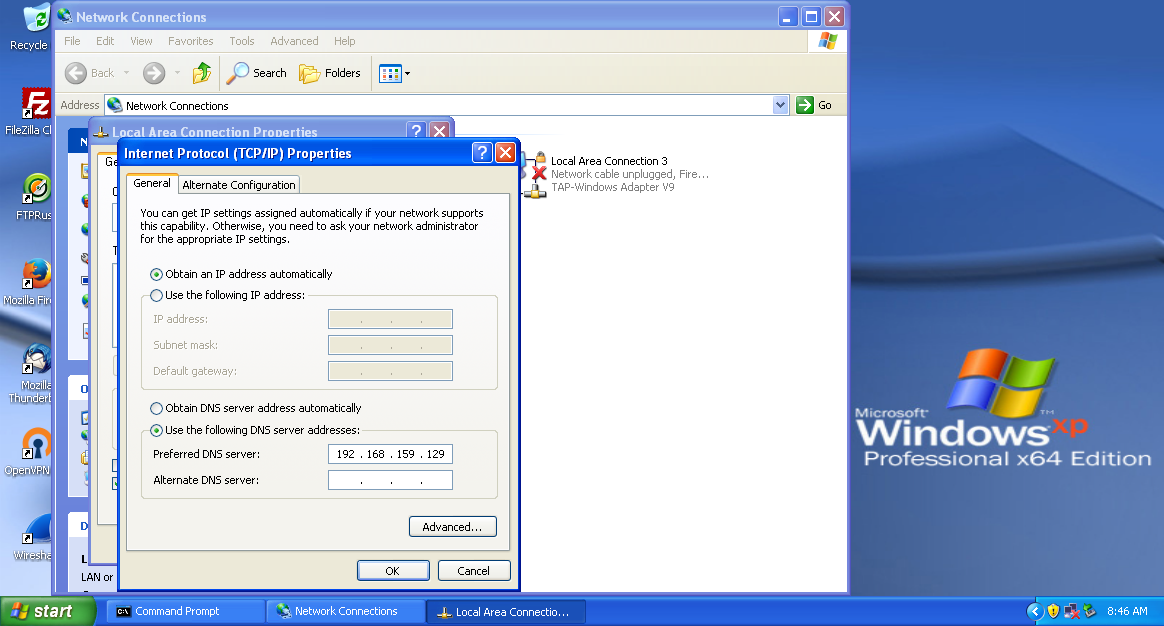 Recycle
FileZilla Cl
FTPRus
Mozilla Fire
Mozilla
Thunderb
OpenVPN
Wiresha
Network Connections
File Edit View Favorites Tools Advanced Help
Back Search Folders
Address Network Connections Go
Local Area Connection Properties
Internet Protocol (TCP/IP) Properties
General Alternate Configuration
You can get IP settings assigned automatically if your network supports
this capability. Otherwise, you need to ask your network administrator
for the appropriate IP settings.
Obtain an IP address automatically
Use the following IP address:
IP address: . . .
Subnet mask: . . .
Default gateway: . . .
Obtain DNS server address automatically
Use the following DNS server addresses:
Preferred DNS server: 192 . 168 . 159 . 129
Alternate DNS server: . . .
Advanced...
OK Cancel
LAN or
Local Area Connection 3
Network cable unplugged, Fire...
TAP-Windows Adapter V9
Microsoft®
Windows xp
Professional x64 Edition
start Command Prompt Network Connections Local Area Connectio... 8:46 AM